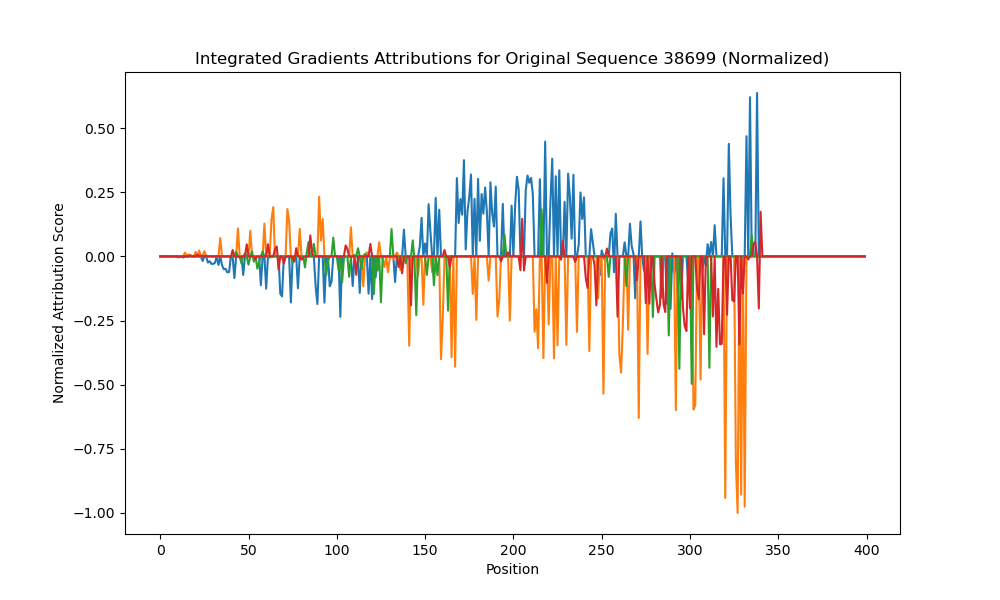 Integrated Gradients Attributions for Original Sequence 38699 (Normalized)
Normalized Attribution Score
0.50
0.25
0.00
−0.25
−0.50
−0.75
−1.00
0 50 100 150 200 250 300 350 400
Position